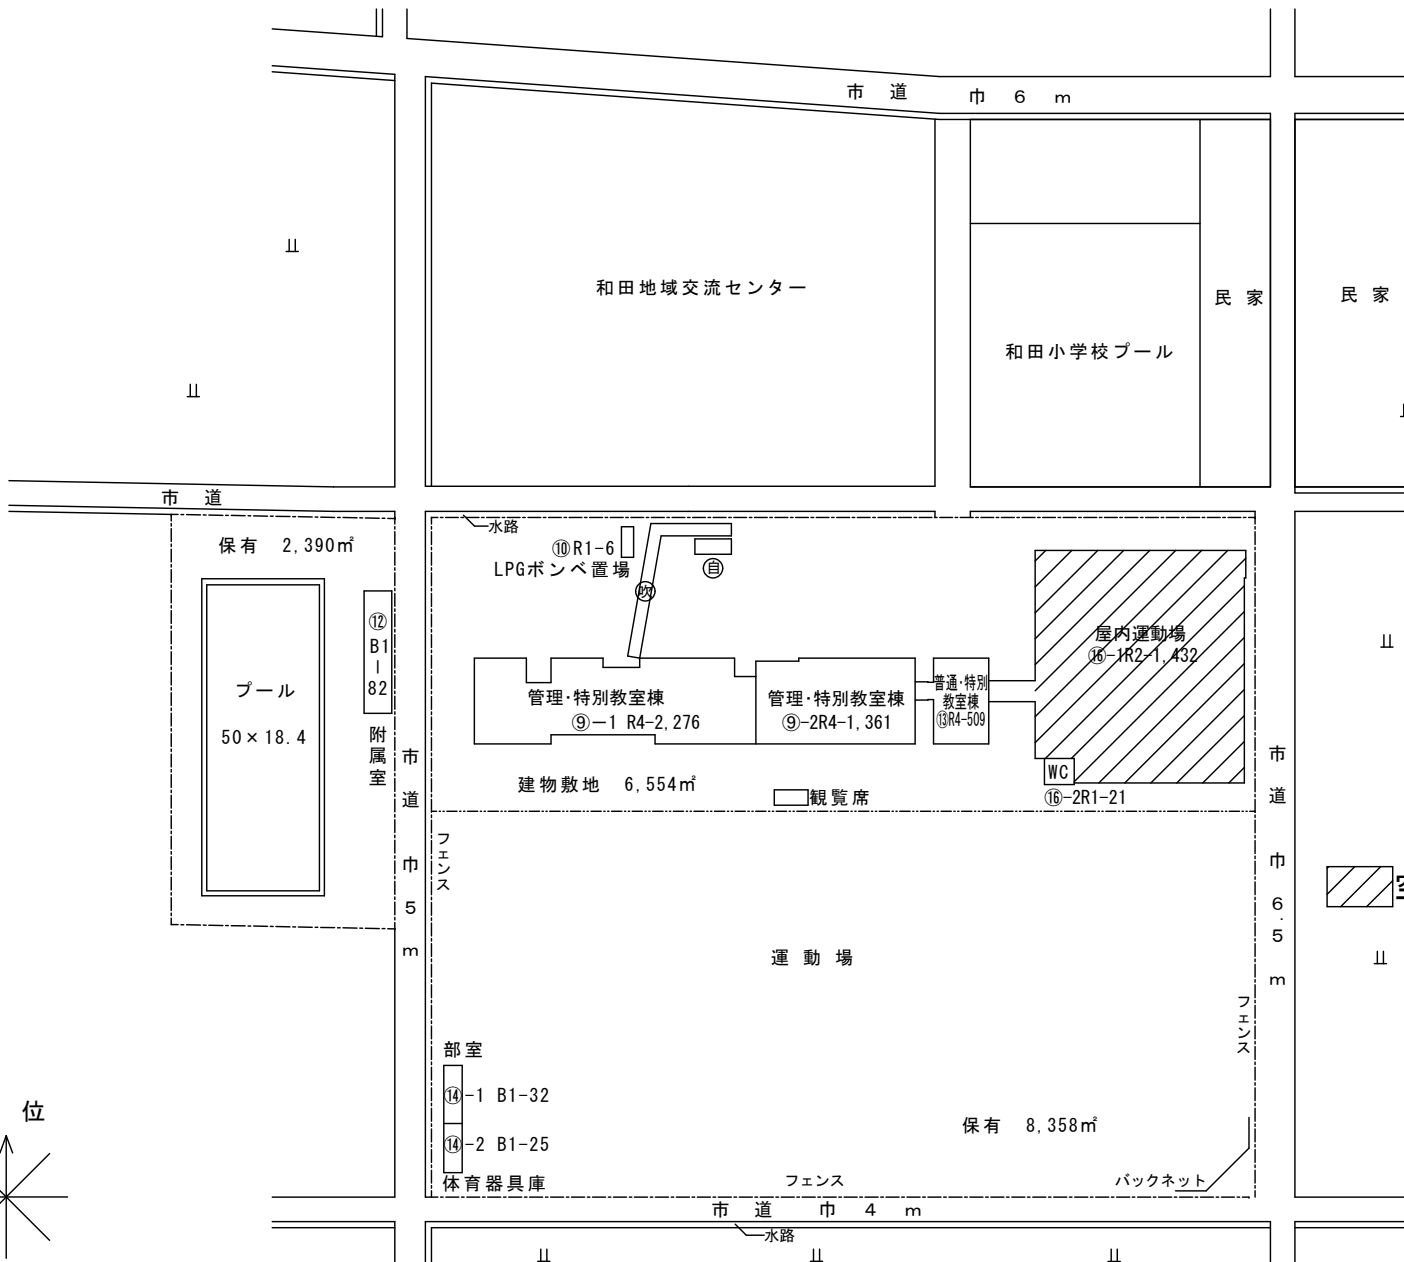 市道 巾6m
和田地域交流センター
民家
民家
和田小学校プール
市道
水路
保有 2,390㎡
⑩R1-6
LPGボンベ置場
自
吹
⑫
B1
-
82
附属室
屋内運動場
⑯-1R2-1,432
プール
50×18.4
管理・特別教室棟
⑨-1 R4-2,276
管理・特別教室棟
⑨-2R4-1,361
普通・特別
教室棟
⑬R4-509
WC
⑯-2R1-21
建物敷地 6,554㎡
観覧席
市道 巾5m
市道 巾6.5m
フェンス
運動場
フェンス
部室
⑭-1 B1-32
⑭-2 B1-25
体育器具庫
保有 8,358㎡
フェンス
バックネット
市道 巾4m
水路
位